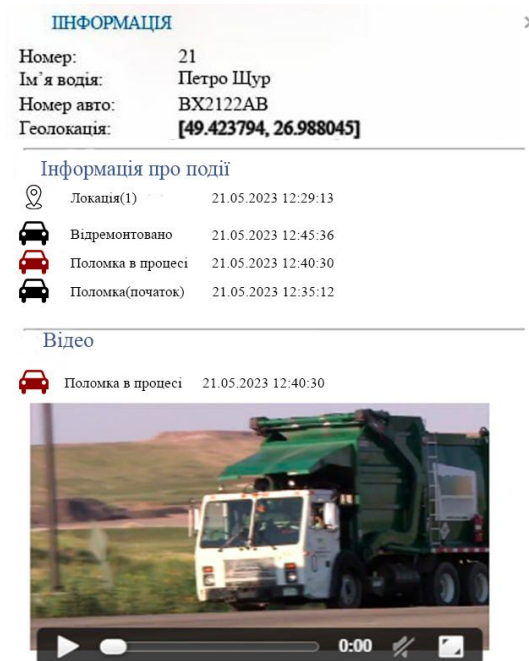 ІНФОРМАЦІЯ
Номер: 21
Ім’я водія: Петро Щур
Номер авто: BX2122AB
Геолокація: [49.423794, 26.988045]
Інформація про події
Локація(1) 21.05.2023 12:29:13
Відремонтовано 21.05.2023 12:45:36
Поломка в процесі 21.05.2023 12:40:30
Поломка(початок) 21.05.2023 12:35:12
Відео
Поломка в процесі 21.05.2023 12:40:30
0:00